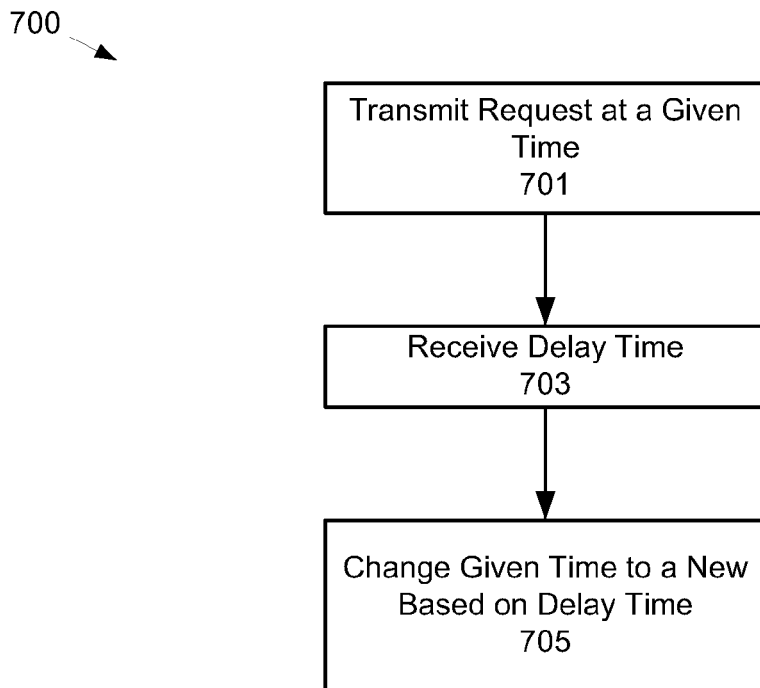 700
Transmit Request at a Given
Time
701
Receive Delay Time
703
Change Given Time to a New
Based on Delay Time
705